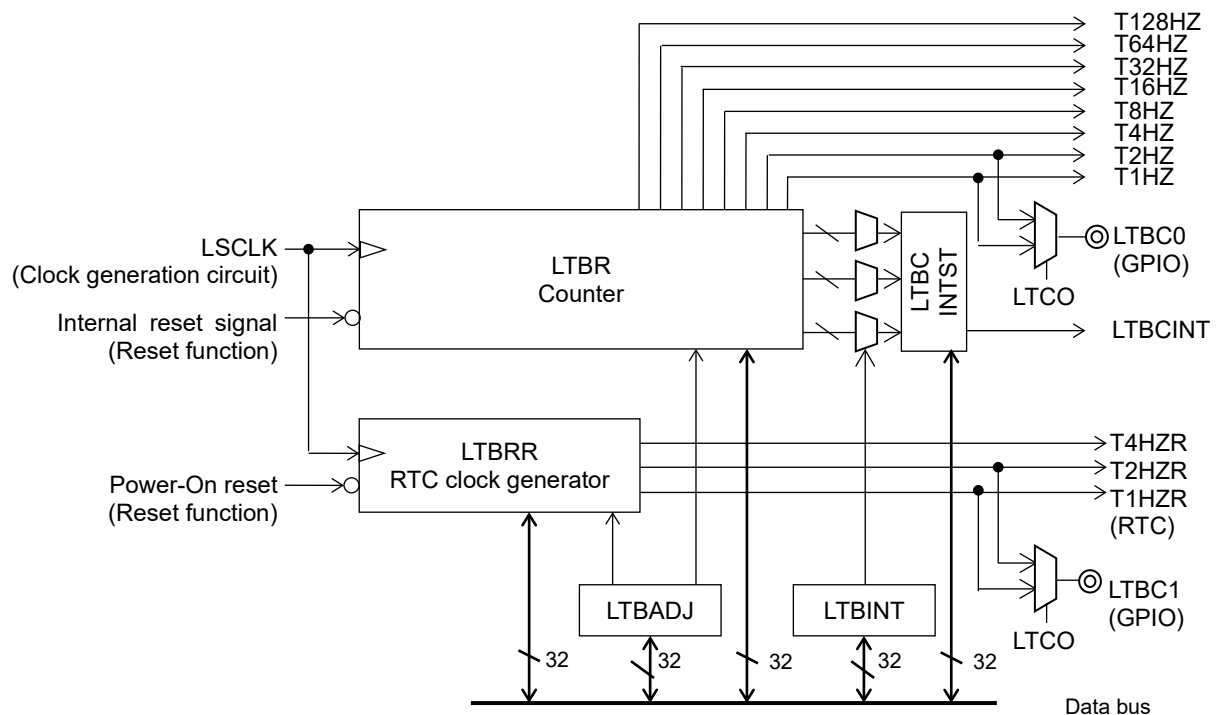 T128HZ
T64HZ
T32HZ
T16HZ
T8HZ
T4HZ
T2HZ
T1HZ
LSCLK
(Clock generation circuit)
Internal reset signal
(Reset function)
LTBR
Counter
LTBC
INTST
LTBC0
(GPIO)
LTCO
LTBCINT
Power-On reset
(Reset function)
LTBRR
RTC clock generator
T4HZR
T2HZR
T1HZR
(RTC)
LTBADJ
LTBINT
LTBC1
(GPIO)
LTCO
32
32
32
32
32
Data bus